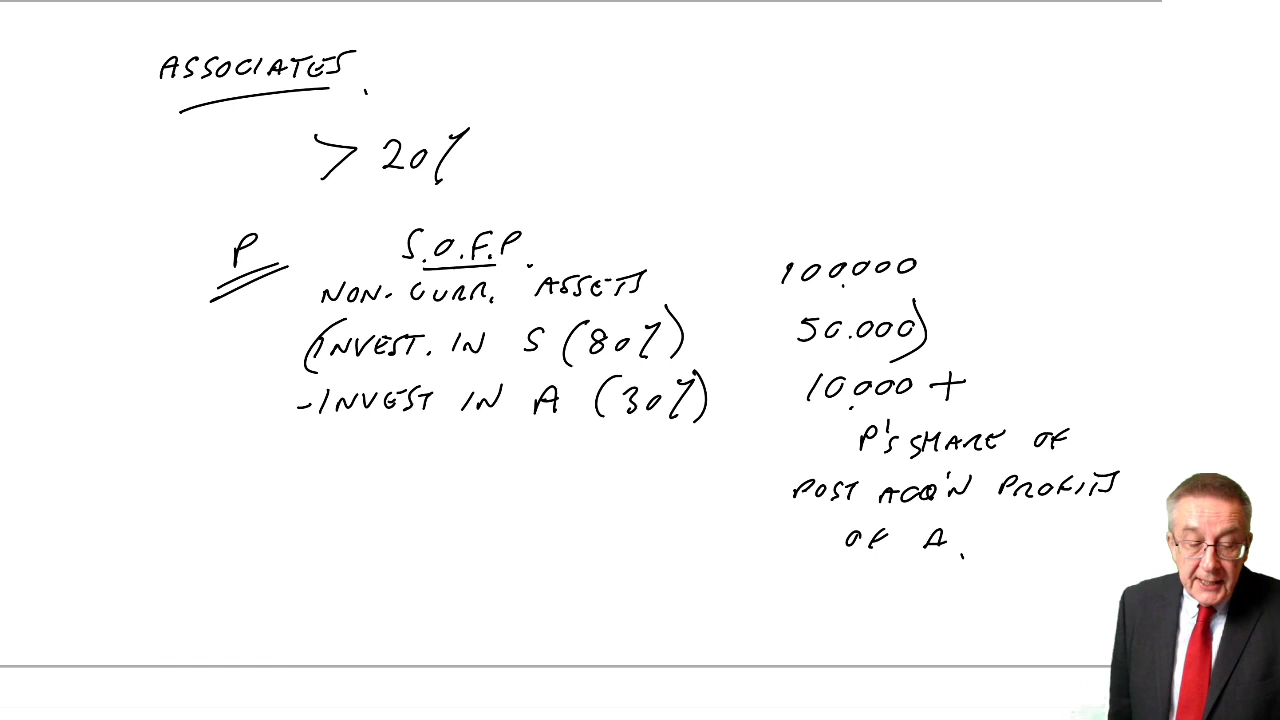 ASSOCIATES.
> 20%
P S.O.F.P.
NON-CURR. ASSETS 100,000
(INVEST. IN S (80%) 50.000)
- INVEST IN A (30%) 10,000 +
P'S SHARE OF
POST ACQ'N PROFITS
OF A.